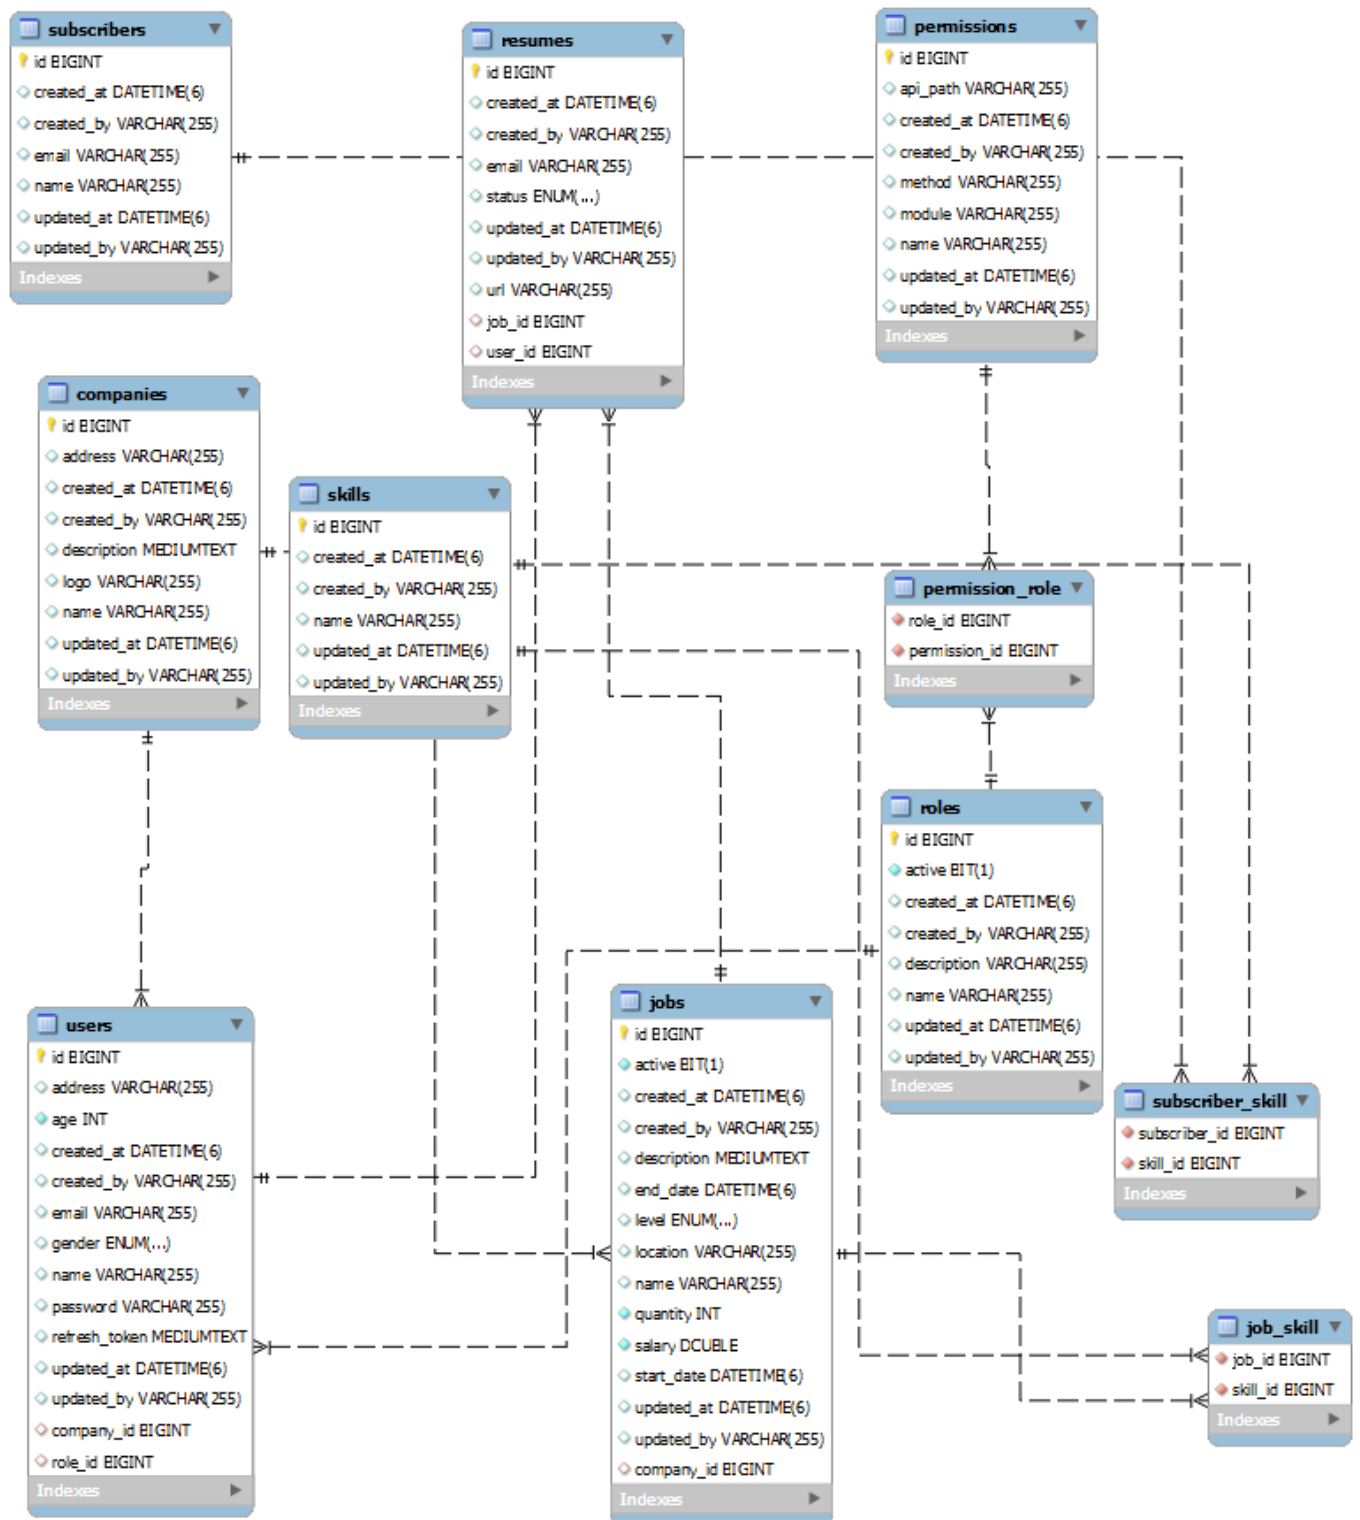 subscribers
id BIGINT
created_at DATETIME(6)
created_by VARCHAR(255)
email VARCHAR(255)
name VARCHAR(255)
updated_at DATETIME(6)
updated_by VARCHAR(255)
Indexes
resumes
id BIGINT
created_at DATETIME(6)
created_by VARCHAR(255)
email VARCHAR(255)
status ENUM(...)
updated_at DATETIME(6)
updated_by VARCHAR(255)
url VARCHAR(255)
job_id BIGINT
user_id BIGINT
Indexes
permissions
id BIGINT
api_path VARCHAR(255)
created_at DATETIME(6)
created_by VARCHAR(255)
method VARCHAR(255)
module VARCHAR(255)
name VARCHAR(255)
updated_at DATETIME(6)
updated_by VARCHAR(255)
Indexes
companies
id BIGINT
address VARCHAR(255)
created_at DATETIME(6)
created_by VARCHAR(255)
description MEDIUMTEXT
logo VARCHAR(255)
name VARCHAR(255)
updated_at DATETIME(6)
updated_by VARCHAR(255)
Indexes
skills
id BIGINT
created_at DATETIME(6)
created_by VARCHAR(255)
name VARCHAR(255)
updated_at DATETIME(6)
updated_by VARCHAR(255)
Indexes
permission_role
role_id BIGINT
permission_id BIGINT
Indexes
roles
id BIGINT
active BIT(1)
created_at DATETIME(6)
created_by VARCHAR(255)
description VARCHAR(255)
name VARCHAR(255)
updated_at DATETIME(6)
updated_by VARCHAR(255)
Indexes
users
id BIGINT
address VARCHAR(255)
age INT
created_at DATETIME(6)
created_by VARCHAR(255)
email VARCHAR(255)
gender ENUM(...)
name VARCHAR(255)
password VARCHAR(255)
refresh_token MEDIUMTEXT
updated_at DATETIME(6)
updated_by VARCHAR(255)
company_id BIGINT
role_id BIGINT
Indexes
jobs
id BIGINT
active BIT(1)
created_at DATETIME(6)
created_by VARCHAR(255)
description MEDIUMTEXT
end_date DATETIME(6)
level ENUM(...)
location VARCHAR(255)
name VARCHAR(255)
quantity INT
salary DOUBLE
start_date DATETIME(6)
updated_at DATETIME(6)
updated_by VARCHAR(255)
company_id BIGINT
Indexes
subscriber_skill
subscriber_id BIGINT
skill_id BIGINT
Indexes
job_skill
job_id BIGINT
skill_id BIGINT
Indexes